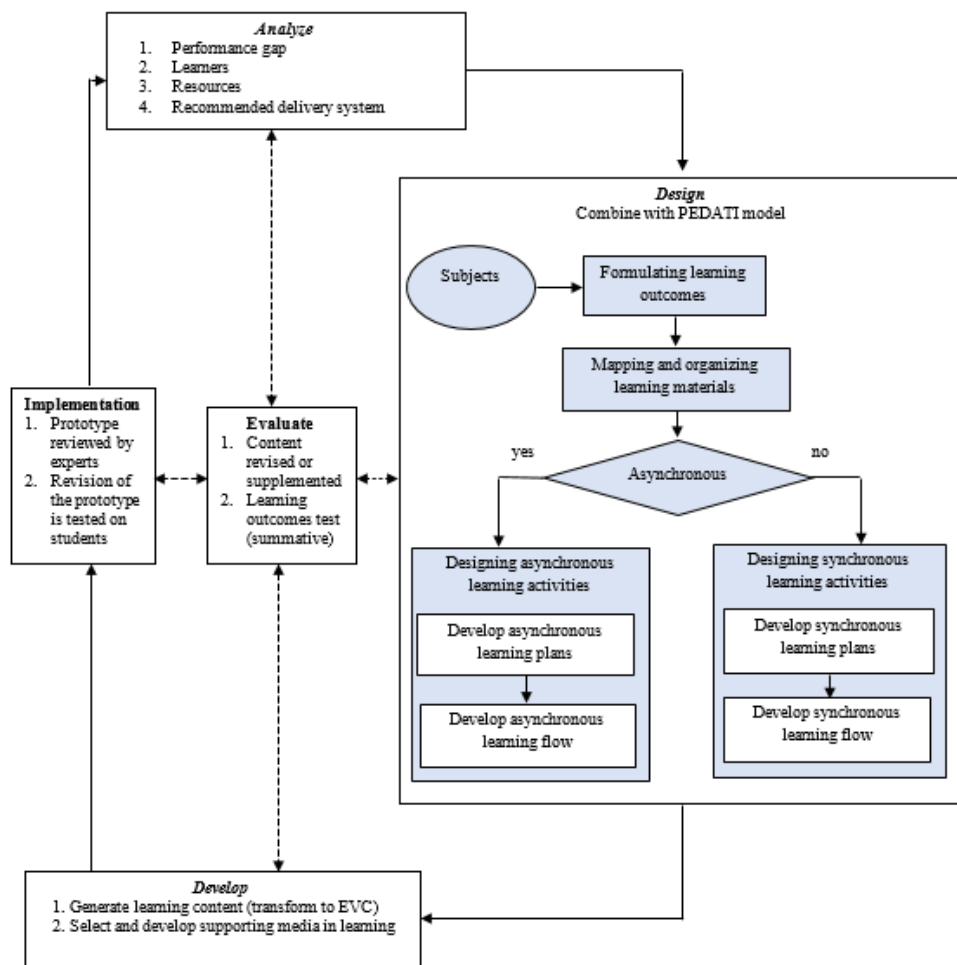 Analyze
1. Performance gap
2. Learners
3. Resources
4. Recommended delivery system
Design
Combine with PEDATI model
Subjects
Formulating learning
outcomes
Mapping and organizing
learning materials
yes
Asynchronous
no
Designing asynchronous
learning activities
Develop asynchronous
learning plans
Develop asynchronous
learning flow
Designing synchronous
learning activities
Develop synchronous
learning plans
Develop synchronous
learning flow
Implementation
1. Prototype
reviewed by
experts
2. Revision of
the prototype
is tested on
students
Evaluate
1. Content
revised or
supplemented
2. Learning
outcomes test
(summative)
Develop
1. Generate learning content (transform to EVC)
2. Select and develop supporting media in learning